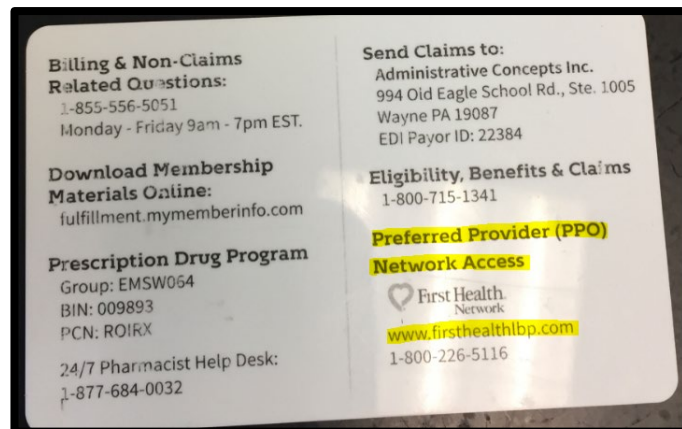 Billing & Non-Claims
Related Questions:
1-855-556-5051
Monday - Friday 9am - 7pm EST.
Download Membership
Materials Online:
fulfillment.mymemberinfo.com
Prescription Drug Program
Group: EMSW064
BIN: 009893
PCN: ROIRX
24/7 Pharmacist Help Desk:
1-877-684-0032
Send Claims to:
Administrative Concepts Inc.
994 Old Eagle School Rd., Ste. 1005
Wayne PA 19087
EDI Payor ID: 22384
Eligibility, Benefits & Claims
1-800-715-1341
Preferred Provider (PPO)
Network Access
First Health
Network
www.firsthealthlbp.com
1-800-226-5116